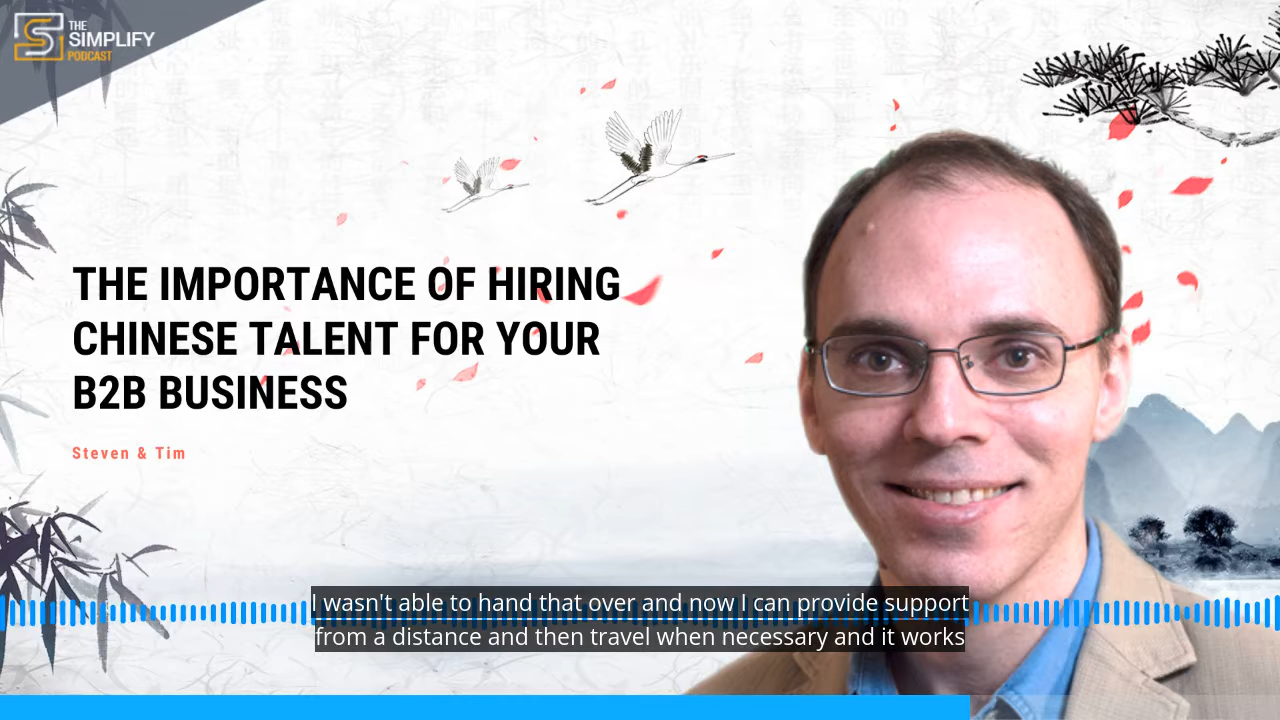 THE
SIMPLIFY
PODCAST
THE IMPORTANCE OF HIRING
CHINESE TALENT FOR YOUR
B2B BUSINESS
Steven & Tim
I wasn't able to hand that over and now I can provide support
from a distance and then travel when necessary and it works